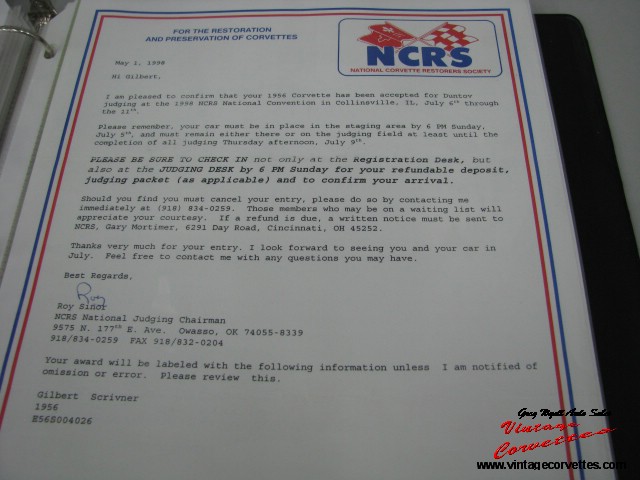 FOR THE RESTORATION
AND PRESERVATION OF CORVETTES
NCRS
NATIONAL CORVETTE RESTORERS SOCIETY
May 1, 1998
Hi Gilbert,
I am pleased to confirm that your 1956 Corvette has been accepted for Duntov
judging at the 1998 NCRS National Convention in Collinsville, IL, July 6th through
the 11th.
Please remember, your car must be in place in the staging area by 6 PM Sunday,
July 5th, and must remain either there or on the judging field at least until the
completion of all judging Thursday afternoon, July 9th.
PLEASE BE SURE TO CHECK IN not only at the Registration Desk, but
also at the JUDGING DESK by 6 PM Sunday for your refundable deposit,
judging packet (as applicable) and to confirm your arrival.
Should you find you must cancel your entry, please do so by contacting me
immediately at (918) 834-0259. Those members who may be on a waiting list will
appreciate your courtesy. If a refund is due, a written notice must be sent to
NCRS, Gary Mortimer, 6291 Day Road, Cincinnati, OH 45252.
Thanks very much for your entry. I look forward to seeing you and your car in
July. Feel free to contact me with any questions you may have.
Best Regards,
Roy
Roy Sinor
NCRS National Judging Chairman
9575 N. 177th E. Ave. Owasso, OK 74055-8339
918/834-0259 FAX 918/832-0204
Your award will be labeled with the following information unless I am notified of
omission or error. Please review this.
Gilbert Scrivner
1956
E56S004026
Greg Wyatt Auto Sales
Vintage
Corvettes
www.vintagecorvettes.com